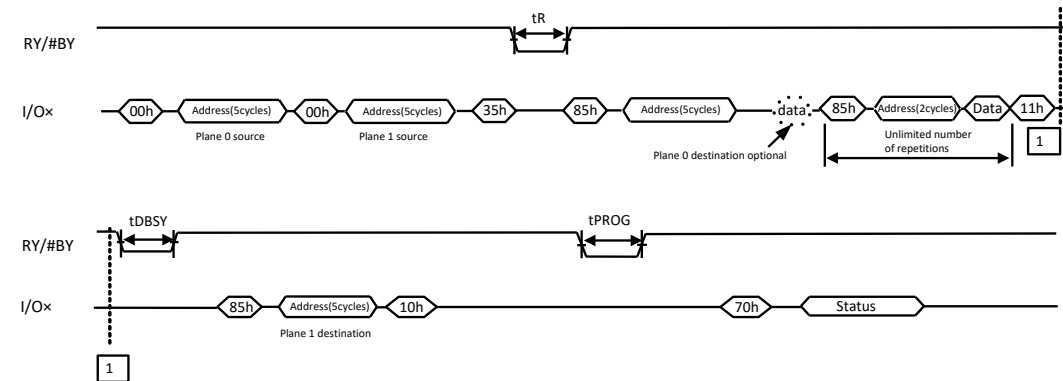 tR
RY/#BY
I/O× 00h Address(5cycles) 00h Address(5cycles) 35h 85h Address(5cycles) data 85h Address(2cycles) Data 11h
Plane 0 source Plane 1 source
Plane 0 destination optional
Unlimited number
of repetitions
1
tDBSY tPROG
RY/#BY
I/O× 85h Address(5cycles) 10h 70h Status
Plane 1 destination
1